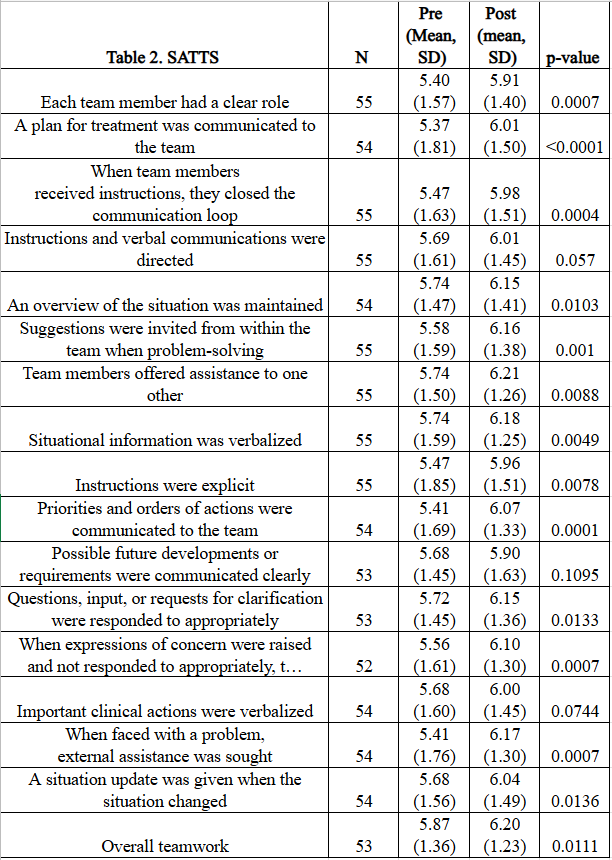 Table 2. SATTS N Pre (Mean, SD) Post (mean, SD) p-value
Each team member had a clear role 55 5.40 (1.57) 5.91 (1.40) 0.0007
A plan for treatment was communicated to the team 54 5.37 (1.81) 6.01 (1.50) <0.0001
When team members received instructions, they closed the communication loop 55 5.47 (1.63) 5.98 (1.51) 0.0004
Instructions and verbal communications were directed 55 5.69 (1.61) 6.01 (1.45) 0.057
An overview of the situation was maintained 54 5.74 (1.47) 6.15 (1.41) 0.0103
Suggestions were invited from within the team when problem-solving 55 5.58 (1.59) 6.16 (1.38) 0.001
Team members offered assistance to one other 55 5.74 (1.50) 6.21 (1.26) 0.0088
Situational information was verbalized 55 5.74 (1.59) 6.18 (1.25) 0.0049
Instructions were explicit 55 5.47 (1.85) 5.96 (1.51) 0.0078
Priorities and orders of actions were communicated to the team 54 5.41 (1.69) 6.07 (1.33) 0.0001
Possible future developments or requirements were communicated clearly 53 5.68 (1.45) 5.90 (1.63) 0.1095
Questions, input, or requests for clarification were responded to appropriately 53 5.72 (1.45) 6.15 (1.36) 0.0133
When expressions of concern were raised and not responded to appropriately, t… 52 5.56 (1.61) 6.10 (1.30) 0.0007
Important clinical actions were verbalized 54 5.68 (1.60) 6.00 (1.45) 0.0744
When faced with a problem, external assistance was sought 54 5.41 (1.76) 6.17 (1.30) 0.0007
A situation update was given when the situation changed 54 5.68 (1.56) 6.04 (1.49) 0.0136
Overall teamwork 53 5.87 (1.36) 6.20 (1.23) 0.0111